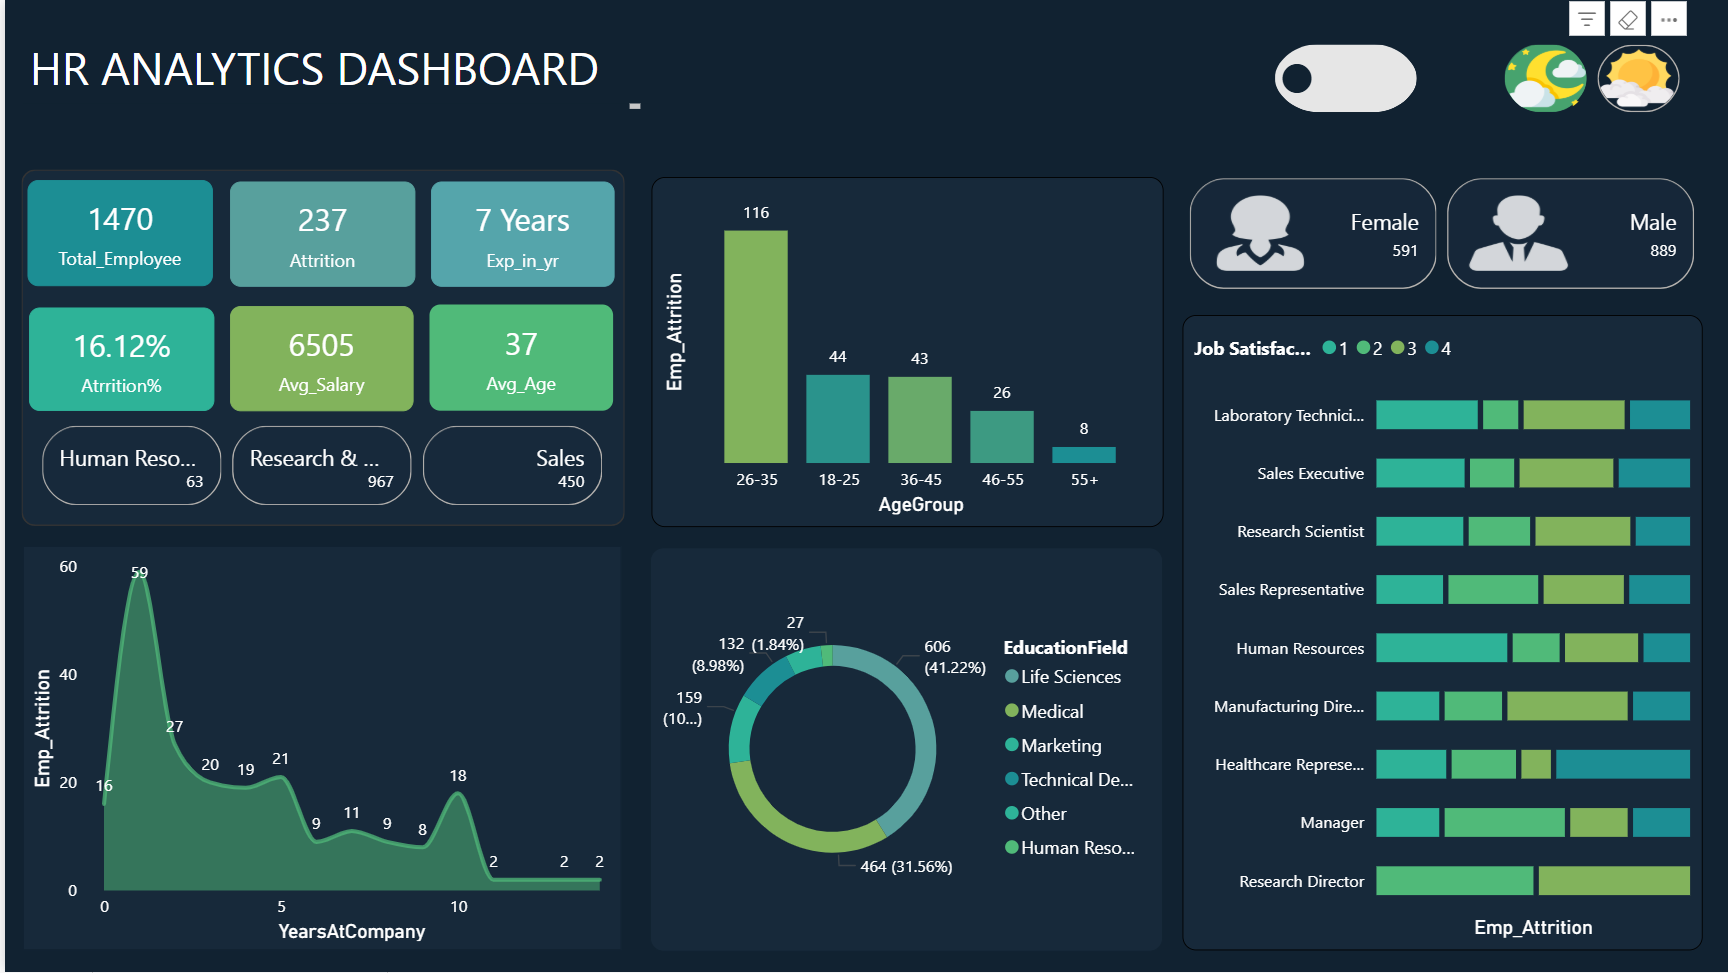 HR ANALYTICS DASHBOARD
-
1470
Total_Employee
237
Attrition
7 Years
Exp_in_yr
16.12%
Atrrition%
6505
Avg_Salary
37
Avg_Age
Human Reso...
63
Research & ...
967
Sales
450
Emp_Attrition
116
44
43
26
8
26-35
18-25
36-45
46-55
55+
AgeGroup
Female
591
Male
889
Job Satisfac...
1
2
3
4
Laboratory Technici...
Sales Executive
Research Scientist
Sales Representative
Human Resources
Manufacturing Dire...
Healthcare Represe...
Manager
Research Director
Emp_Attrition
Emp_Attrition
60
40
20
0
16
59
27
20
19
21
9
11
9
8
18
2
2
2
0
5
10
YearsAtCompany
27
(1.84%)
132
(8.98%)
159
(10...)
606
(41.22%)
464 (31.56%)
EducationField
Life Sciences
Medical
Marketing
Technical De...
Other
Human Reso...